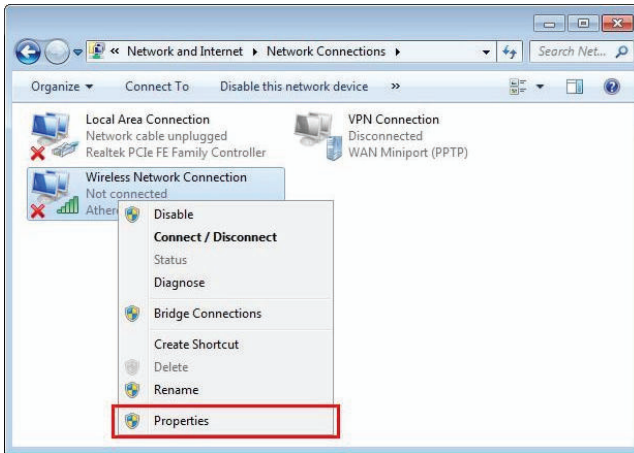 « Network and Internet ▸ Network Connections ▸
Search Net...
Organize
Connect To
Disable this network device
»
Local Area Connection
Network cable unplugged
Realtek PCIe FE Family Controller
VPN Connection
Disconnected
WAN Miniport (PPTP)
Wireless Network Connection
Not connected
Disable
Connect / Disconnect
Status
Diagnose
Bridge Connections
Create Shortcut
Delete
Rename
Properties